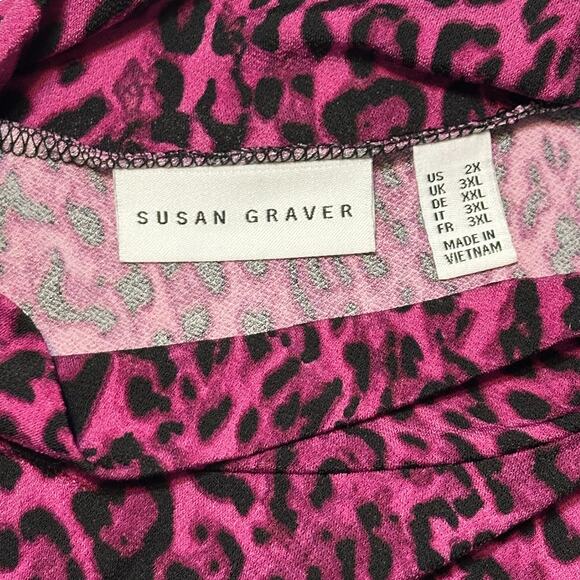 SUSAN GRAVER
US 2X
UK 3XL
DE XXL
IT 3XL
FR 3XL
MADE IN
VIETNAM